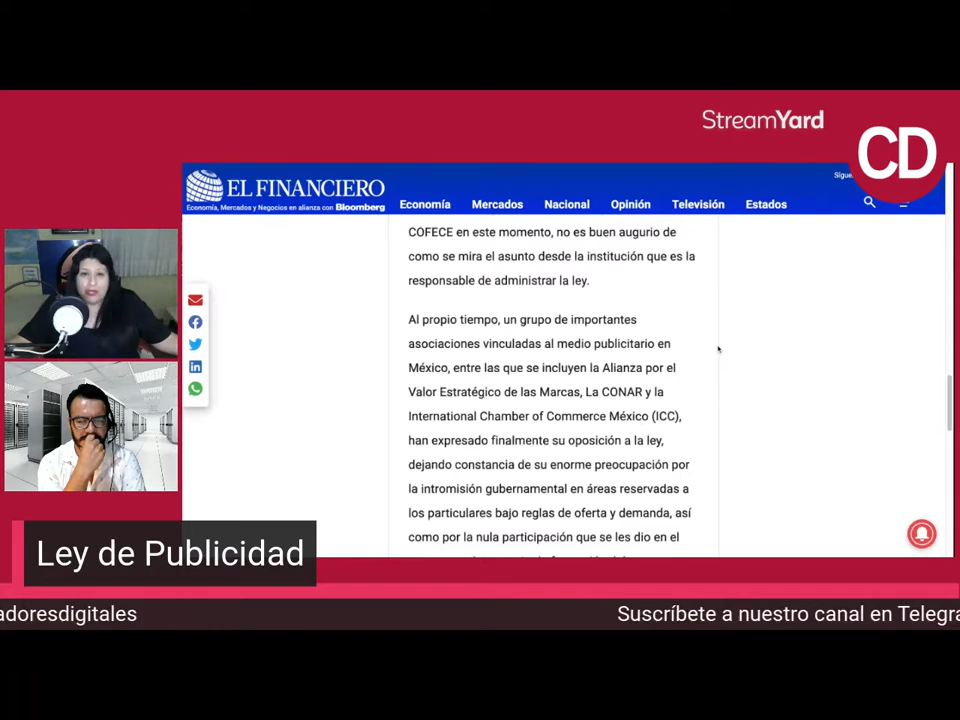 StreamYard
CD
EL FINANCIERO
Economía, Mercados y Negocios en alianza con Bloomberg
Economía Mercados Nacional Opinión Televisión Estados
COFECE en este momento, no es buen augurio de
como se mira el asunto desde la institución que es la
responsable de administrar la ley.
Al propio tiempo, un grupo de importantes
asociaciones vinculadas al medio publicitario en
México, entre las que se incluyen la Alianza por el
Valor Estratégico de las Marcas, La CONAR y la
International Chamber of Commerce México (ICC),
han expresado finalmente su oposición a la ley,
dejando constancia de su enorme preocupación por
la intromisión gubernamental en áreas reservadas a
los particulares bajo reglas de oferta y demanda, así
como por la nula participación que se les dio en el
Ley de Publicidad
adoresdigitales
Suscríbete a nuestro canal en Telegra